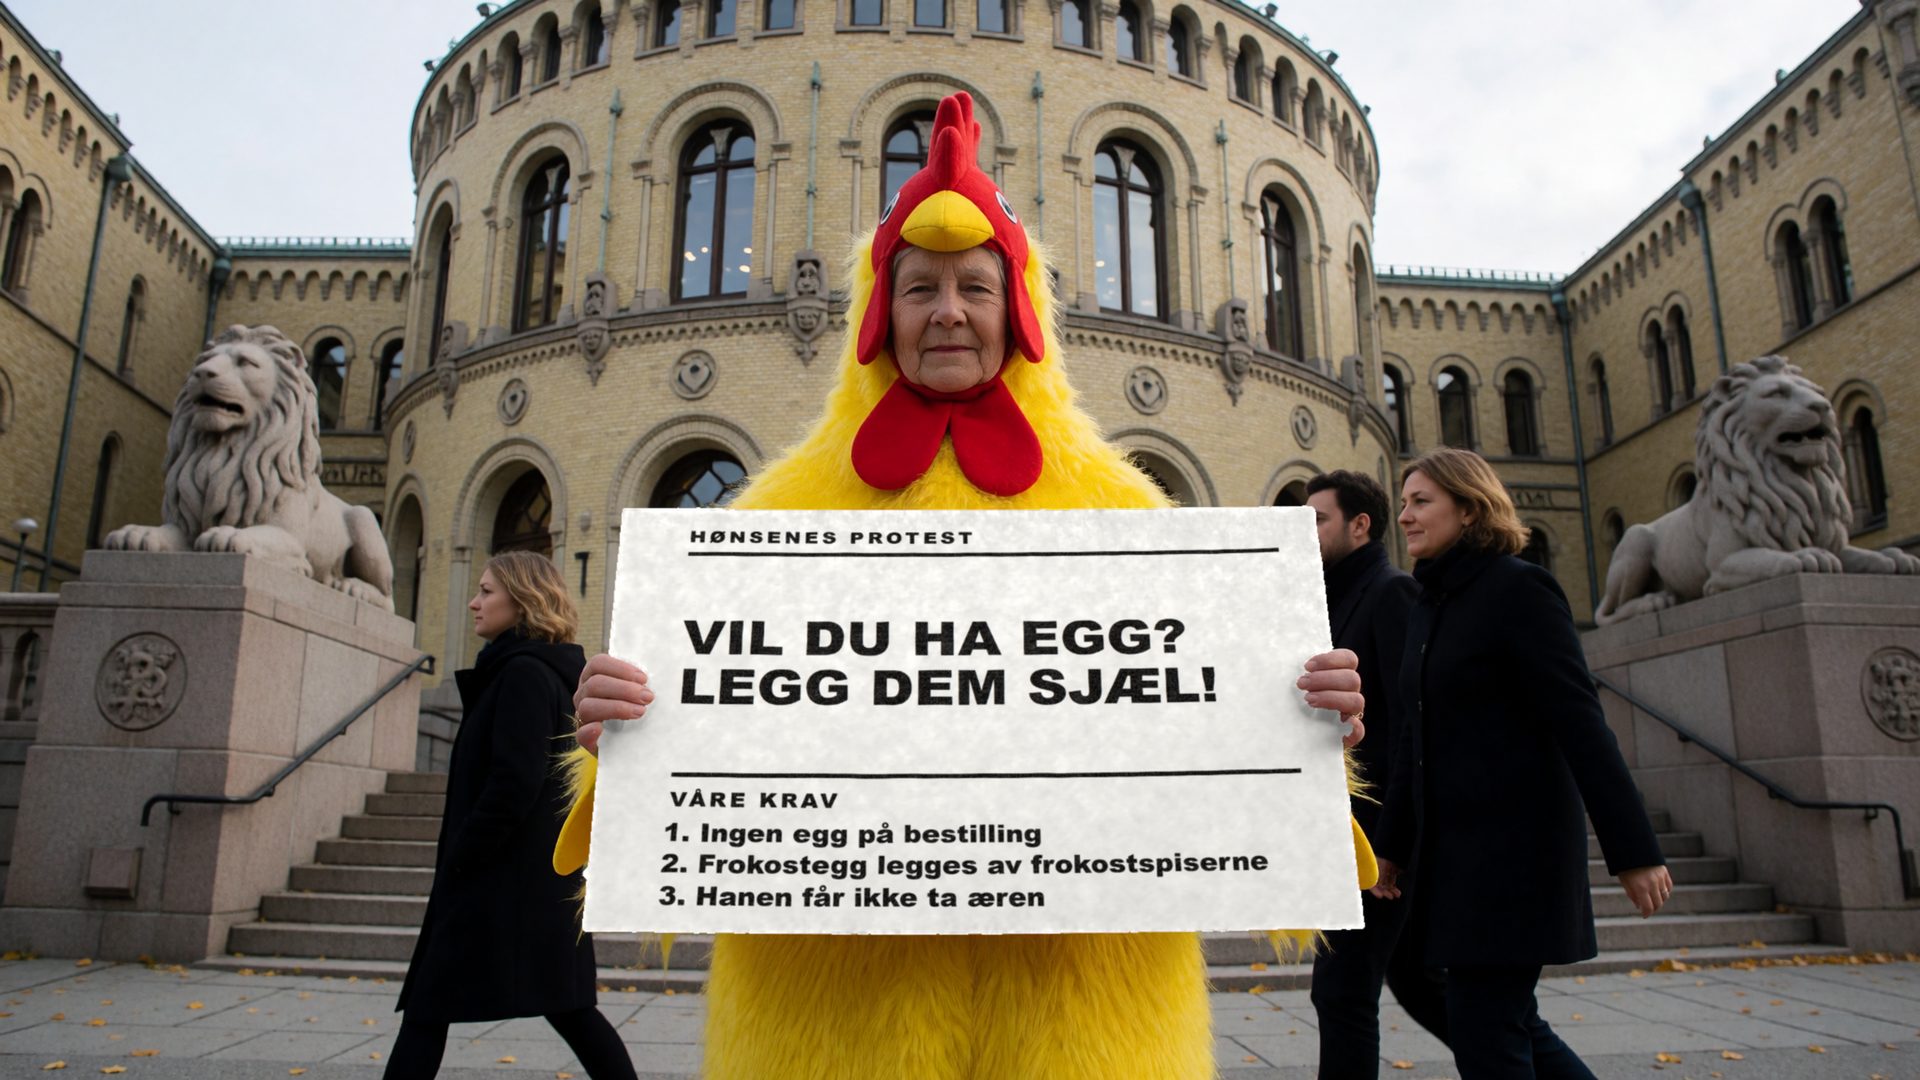 HØNSENES PROTEST
VIL DU HA EGG?
LEGG DEM SJÆL!
VÅRE KRAV
1. Ingen egg på bestilling
2. Frokostegg legges av frokostspiserne
3. Hanen får ikke ta æren